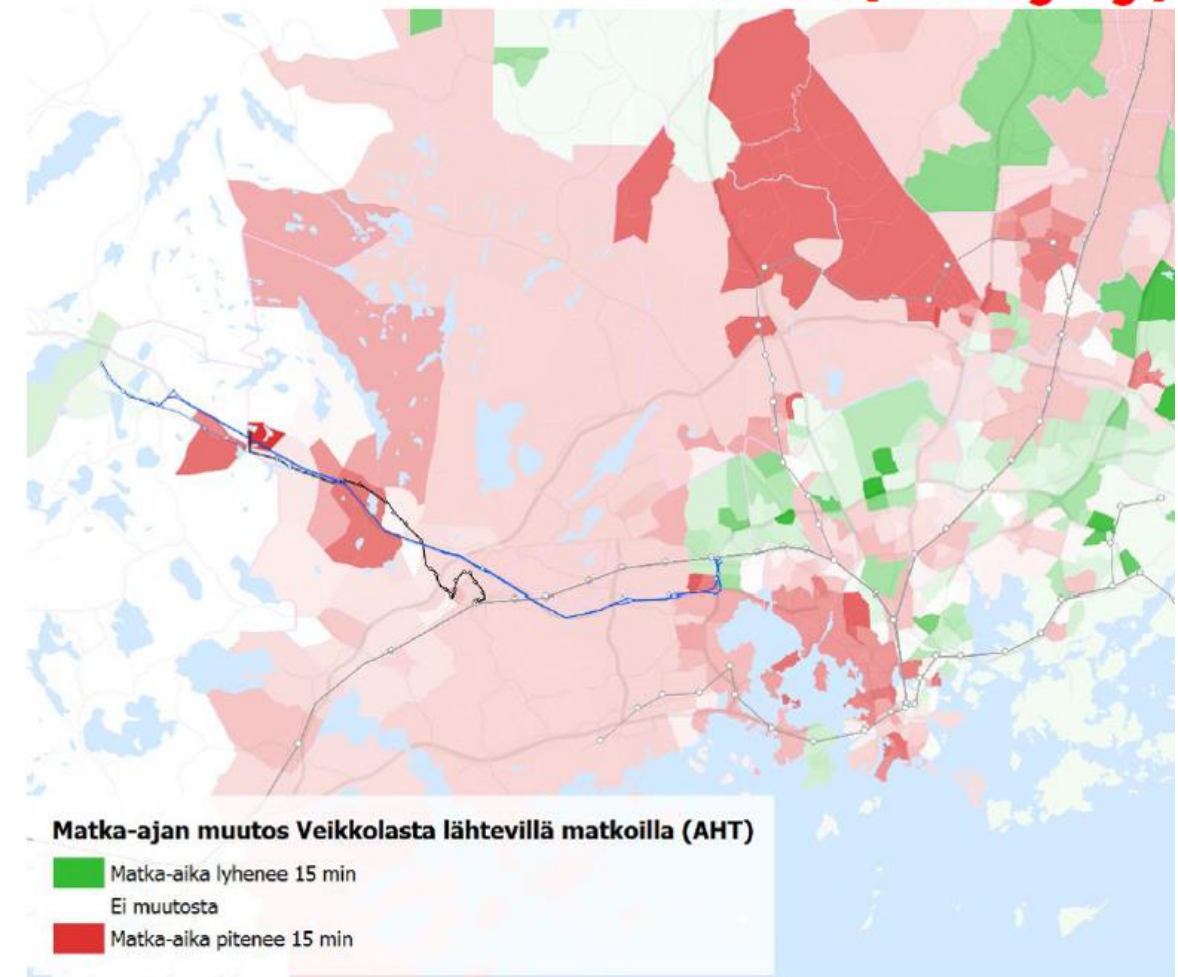 Matka-ajan muutos Veikkolasta lähtevillä matkoilla (AHT)
Matka-aika lyhenee 15 min
Ei muutosta
Matka-aika pitenee 15 min